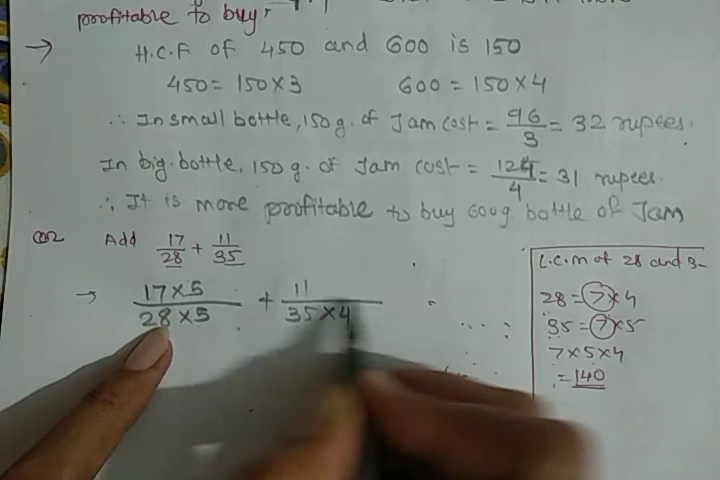 profitable to buy.
→ H.C.F of 450 and 600 is 150
450 = 150×3 600 = 150×4
∴ In small bottle, 150 g. of Jam cost = 96/3 = 32 rupees.
In big bottle, 150 g. of Jam cost = 124/4 = 31 rupees.
∴ It is more profitable to buy 600g bottle of Jam
Q2 Add 17/28 + 11/35
→ 17×5/28×5 + 11/35×4
L.C.M of 28 and 3
28 = 7×4
35 = 7×5
7×5×4
= 140